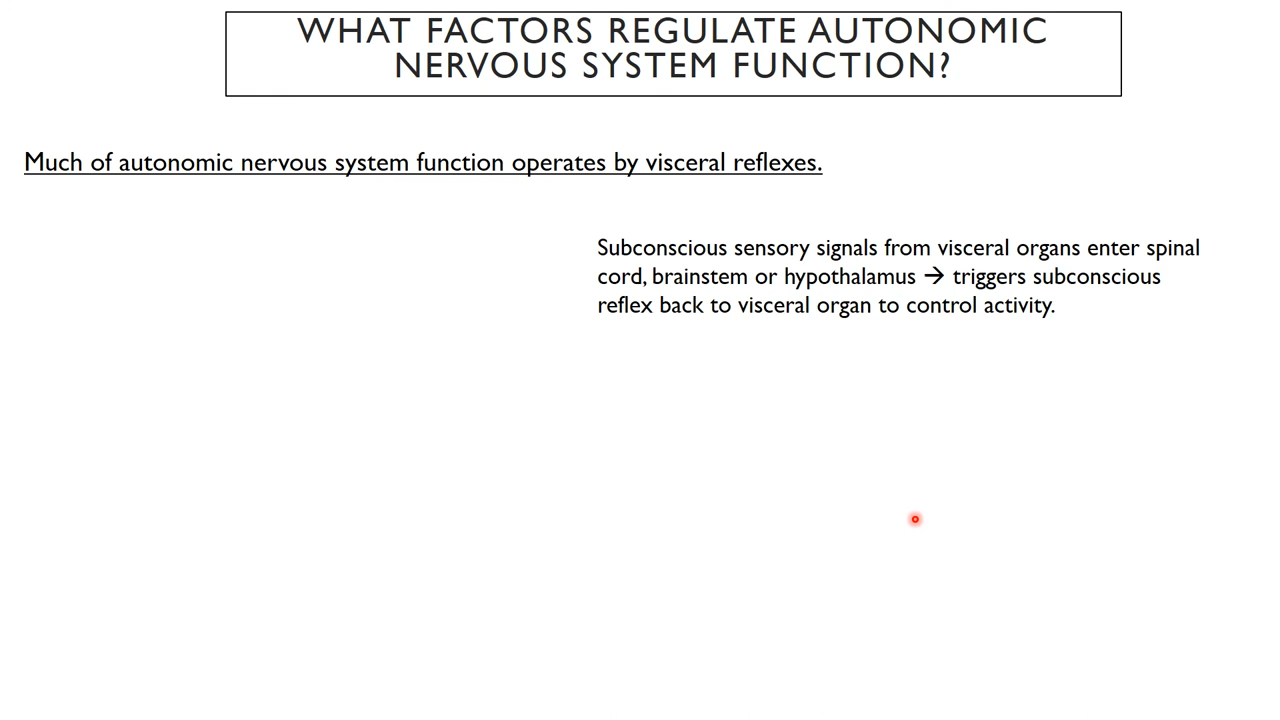 WHAT FACTORS REGULATE AUTONOMIC
NERVOUS SYSTEM FUNCTION?
Much of autonomic nervous system function operates by visceral reflexes.
Subconscious sensory signals from visceral organs enter spinal
cord, brainstem or hypothalamus → triggers subconscious
reflex back to visceral organ to control activity.